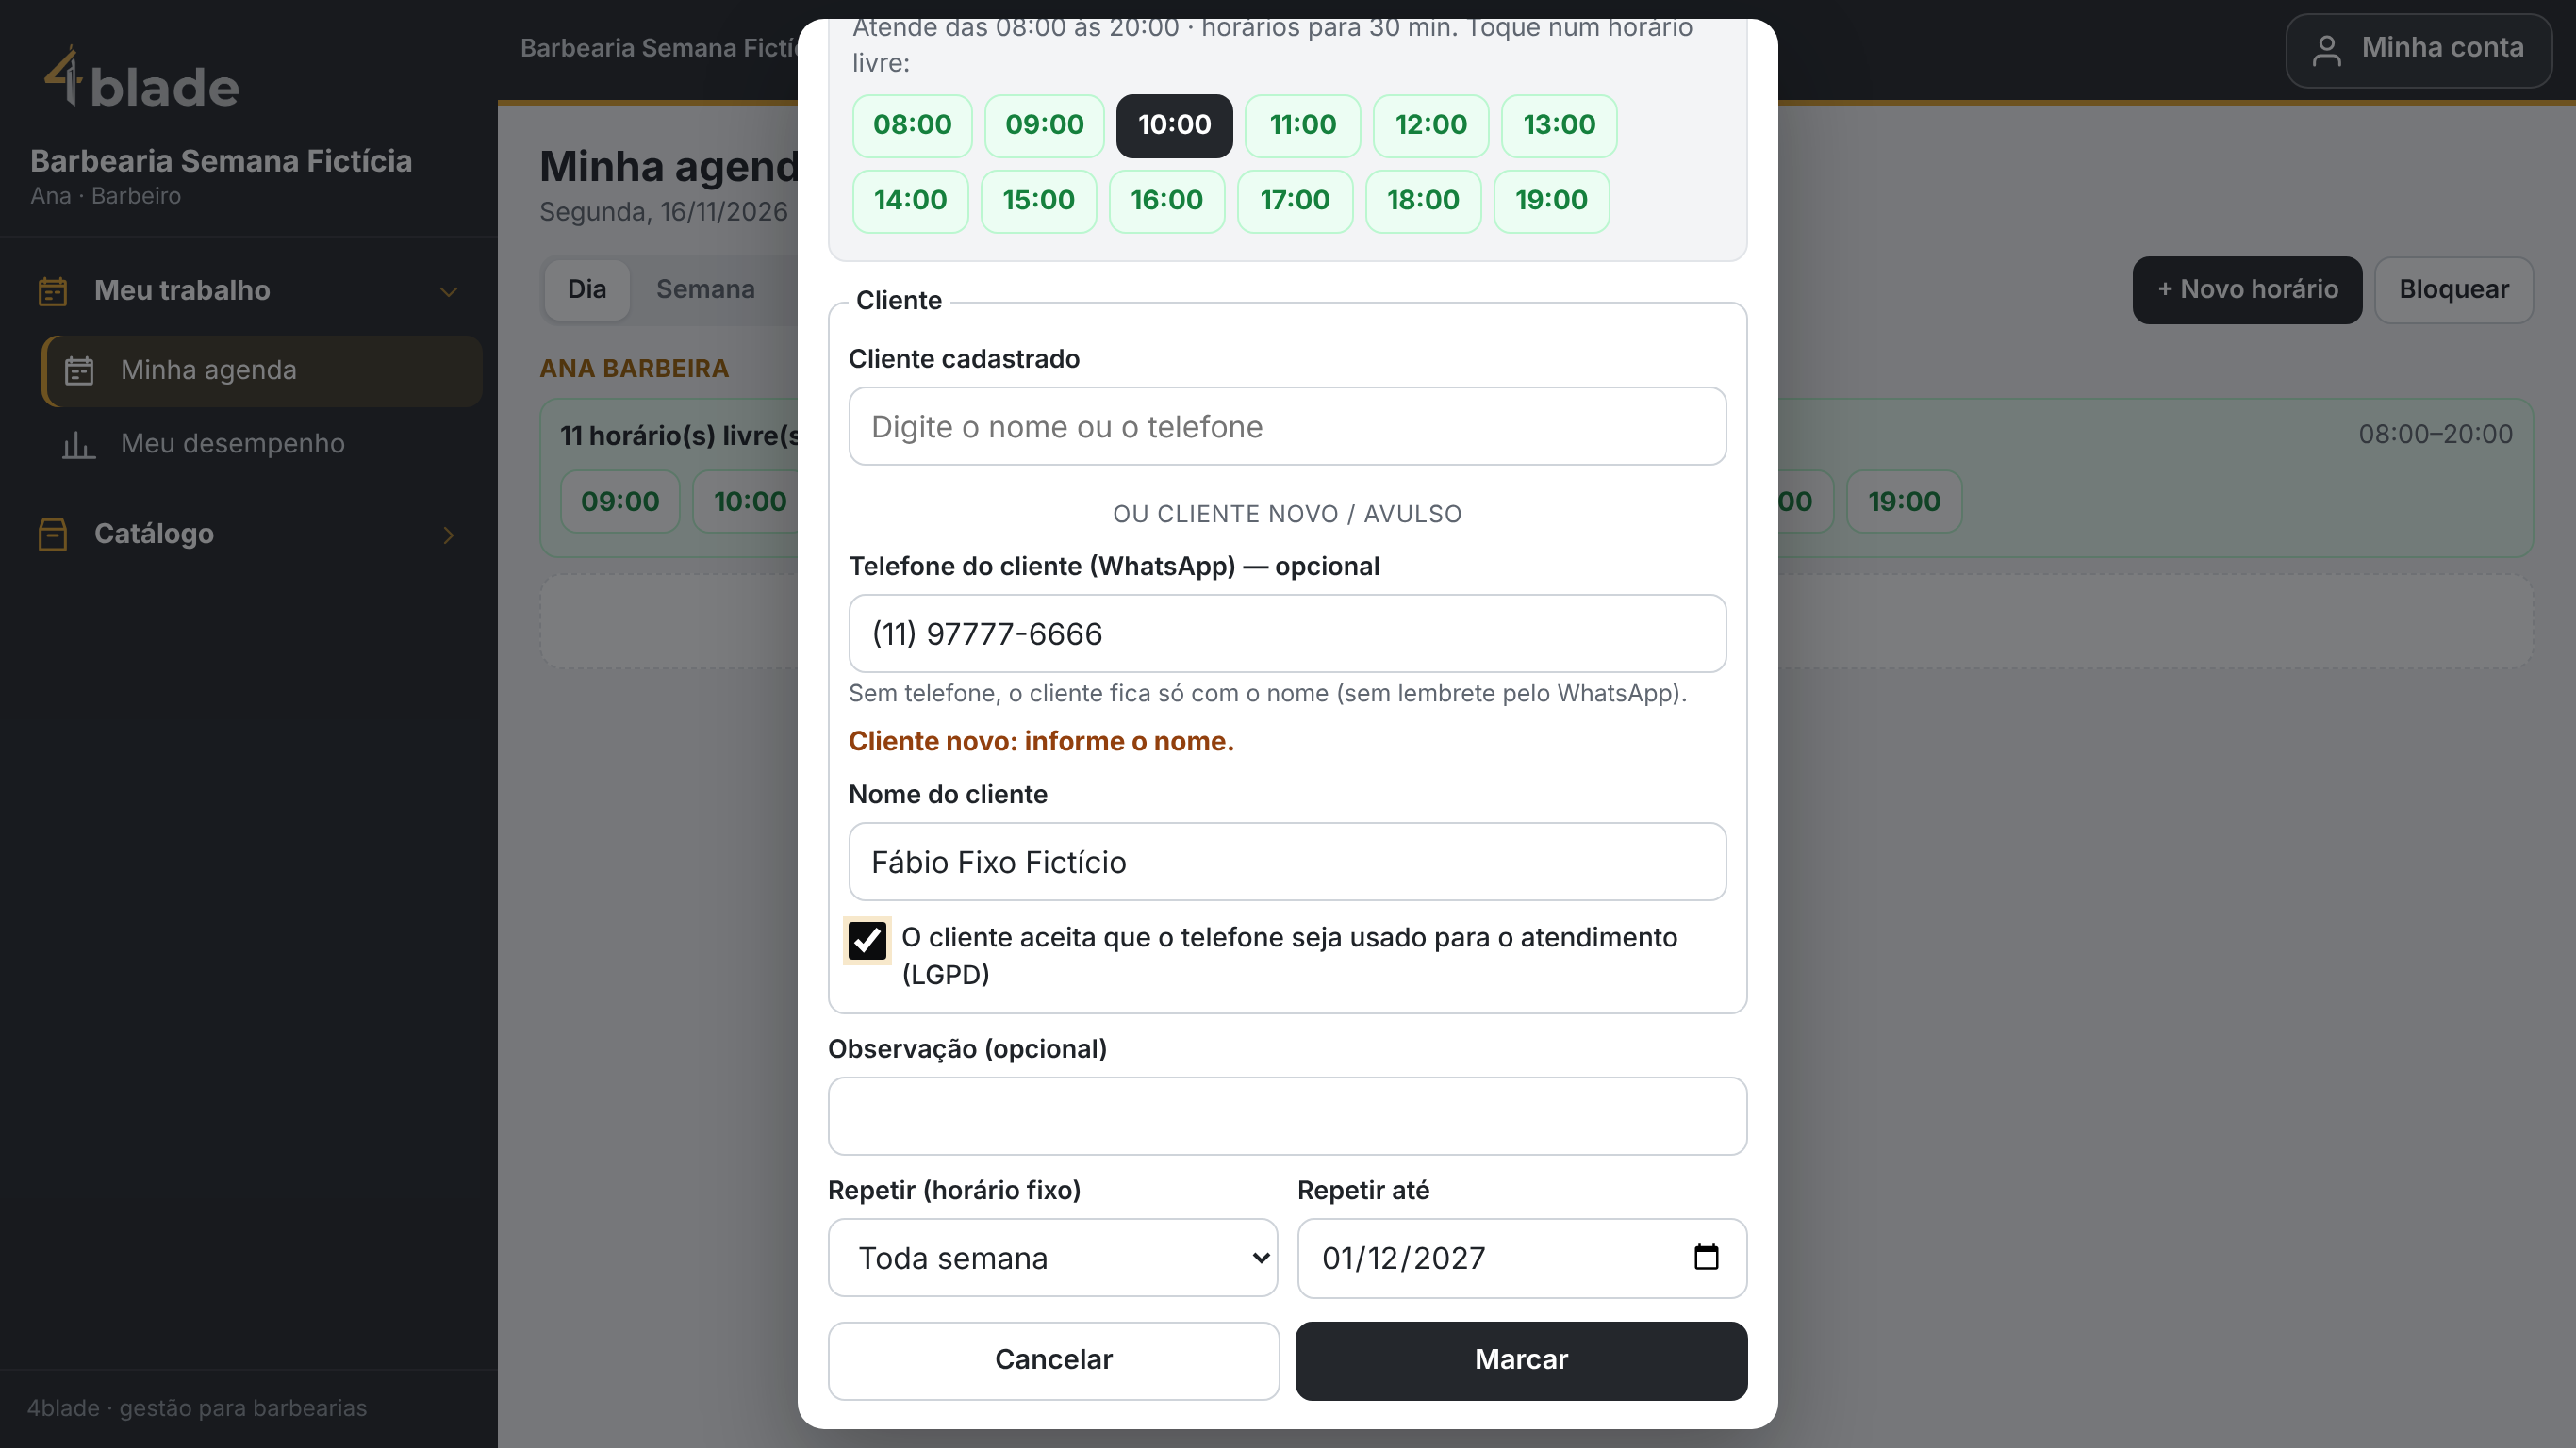 4blade
Barbearia Semana Fictícia
Ana · Barbeiro
Meu trabalho
Minha agenda
Meu desempenho
Catálogo
4blade · gestão para barbearias
Barbearia Semana
Minha conta
Minha
Segunda, 16/11/2026
Dia
Semana
+ Novo horário
Bloquear
ANA BARBEIRA
11 horário(s)
08:00–20:00
09:00
10:00
19:00
Atende das 08:00 às 20:00 · horários para 30 min. Toque num horário
livre:
08:00 09:00 10:00 11:00 12:00 13:00
14:00 15:00 16:00 17:00 18:00 19:00
Cliente
Cliente cadastrado
Digite o nome ou o telefone
OU CLIENTE NOVO / AVULSO
Telefone do cliente (WhatsApp) — opcional
(11) 97777-6666
Sem telefone, o cliente fica só com o nome (sem lembrete pelo WhatsApp).
Cliente novo: informe o nome.
Nome do cliente
Fábio Fixo Fictício
O cliente aceita que o telefone seja usado para o atendimento
(LGPD)
Observação (opcional)
Repetir (horário fixo)
Repetir até
Toda semana
01/12/2027
Cancelar
Marcar